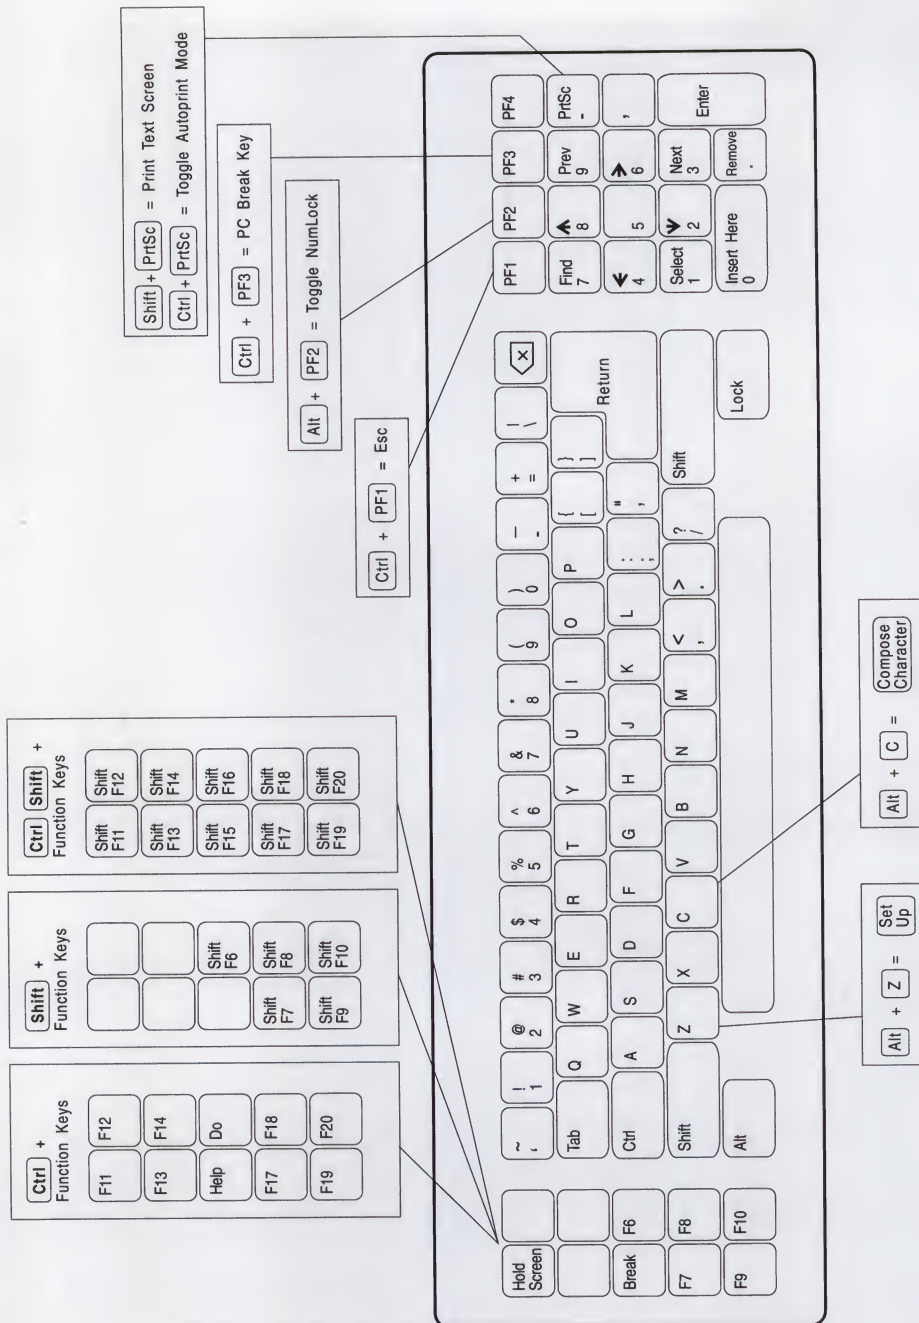 Ctrl +
Function Keys
F11 F12
F13 F14
Help Do
F17 F18
F19 F20
Shift +
Function Keys
Shift F6
Shift F7 Shift F8
Shift F9 Shift F10
Ctrl Shift +
Function Keys
Shift F11 Shift F12
Shift F13 Shift F14
Shift F15 Shift F16
Shift F17 Shift F18
Shift F19 Shift F20
Shift + PrtSc = Print Text Screen
Ctrl + PrtSc = Toggle Autoprint Mode
Ctrl + PF3 = PC Break Key
Alt + PF2 = Toggle NumLock
Ctrl + PF1 = Esc
Hold Screen
Break F6
F7 F8
F9 F10
~ ! @ # $ % ^ & * ( ) — + |
‘ 1 2 3 4 5 6 7 8 9 0 - = \
Tab Q W E R T Y U I O P { [ } ] Return
Ctrl A S D F G H J K L : ; " '
Shift Z X C V B N M < , > . ? / Shift
Alt Lock
PF1 PF2 PF3 PF4
Find 7 ↑ 8 Prev 9 PrtSc -
← 4 5 → 6 ,
Select 1 ↓ 2 Next 3 Enter
Insert Here 0 Remove .
Alt + Z = Set Up
Alt + C = Compose Character